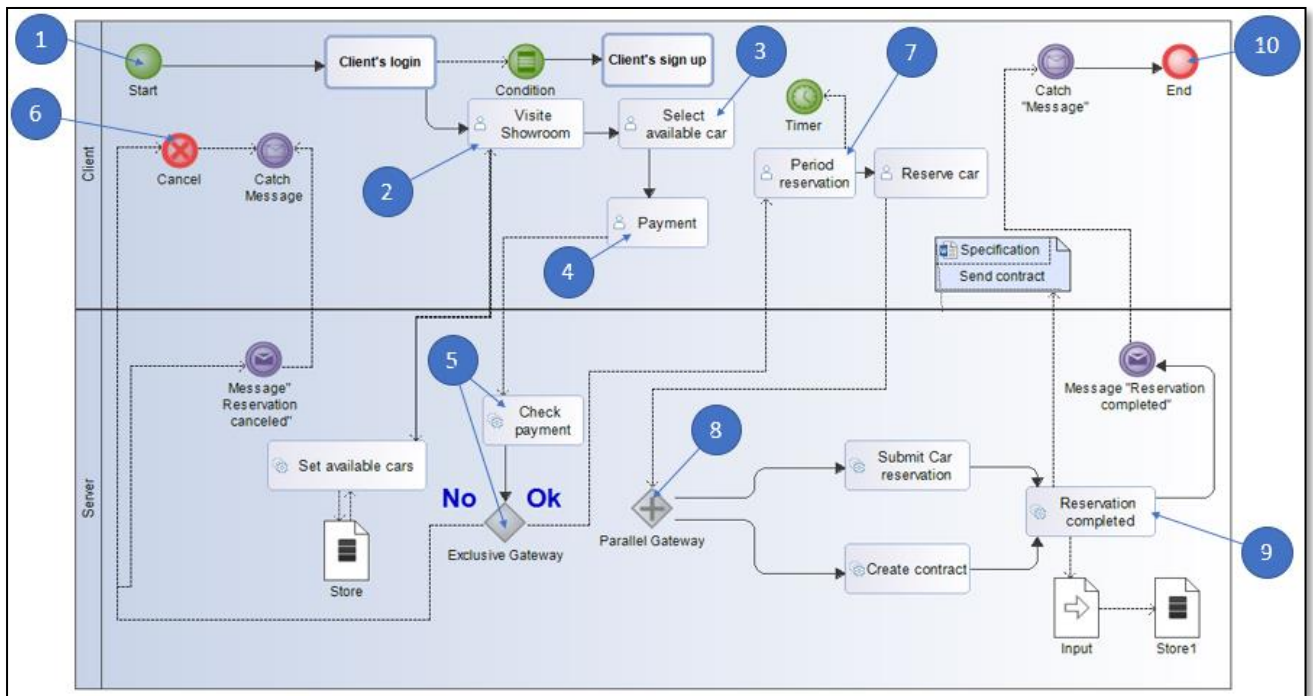 1
Start
Client's login
Condition
Client's sign up
3
7
Catch
"Message"
End
10
6
Cancel
Catch
Message
Visite
Showroom
2
Select
available car
Timer
Period
reservation
Reserve car
Client
Payment
4
Specification
Send contract
Message"
Reservation
canceled"
5
Check
payment
Message "Reservation
completed"
Set available cars
8
Submit Car
reservation
Server
No
Ok
Exclusive Gateway
Parallel Gateway
Reservation
completed
9
Store
Create contract
Input
Store1